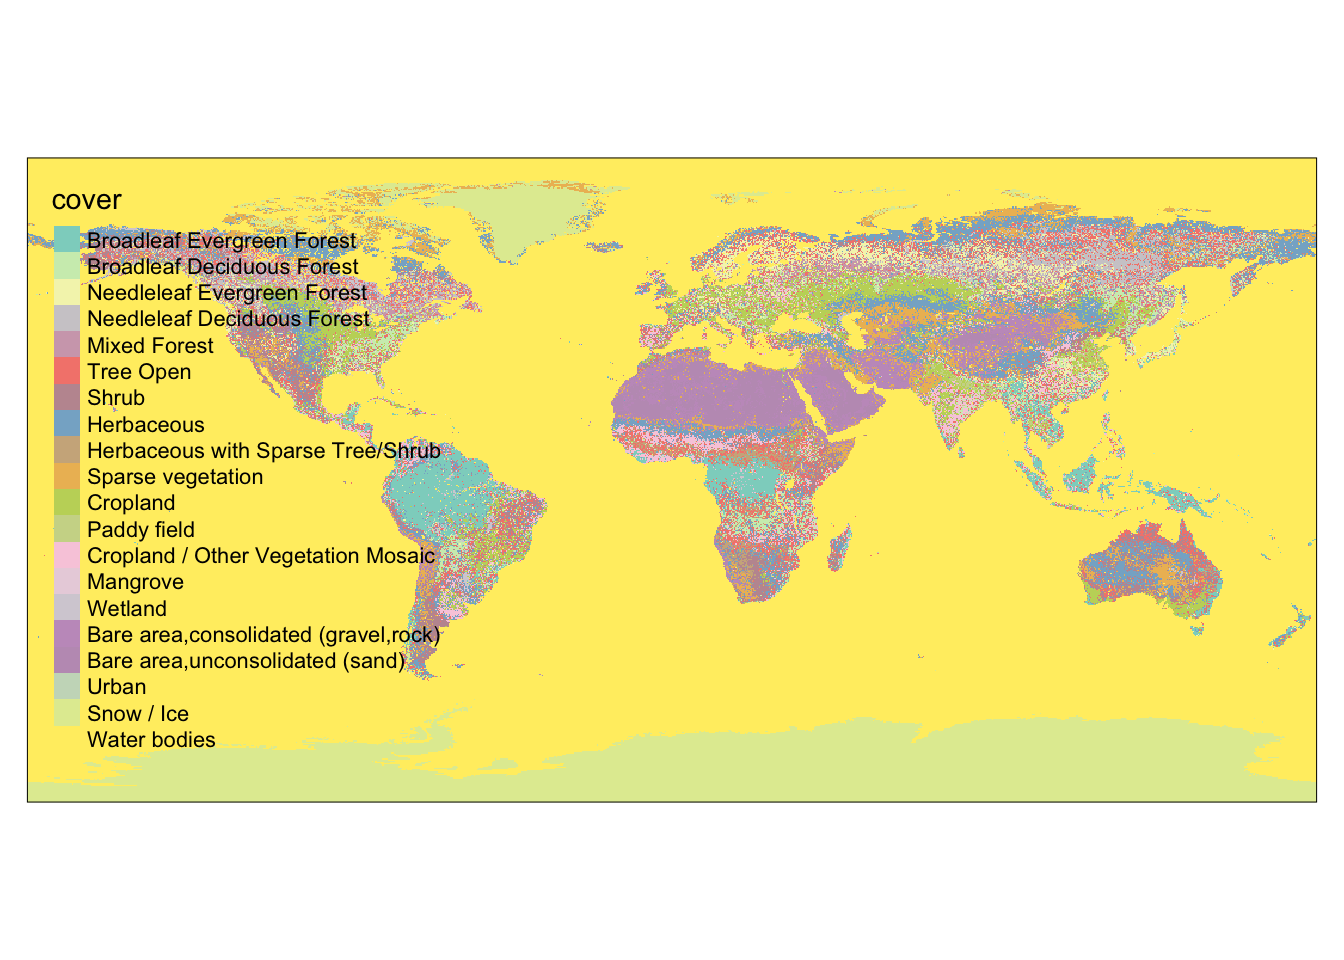 cover
Broadleaf Evergreen Forest
Broadleaf Deciduous Forest
Needleleaf Evergreen Forest
Needleleaf Deciduous Forest
Mixed Forest
Tree Open
Shrub
Herbaceous
Herbaceous with Sparse Tree/Shrub
Sparse vegetation
Cropland
Paddy field
Cropland / Other Vegetation Mosaic
Mangrove
Wetland
Bare area,consolidated (gravel,rock)
Bare area,unconsolidated (sand)
Urban
Snow / Ice
Water bodies